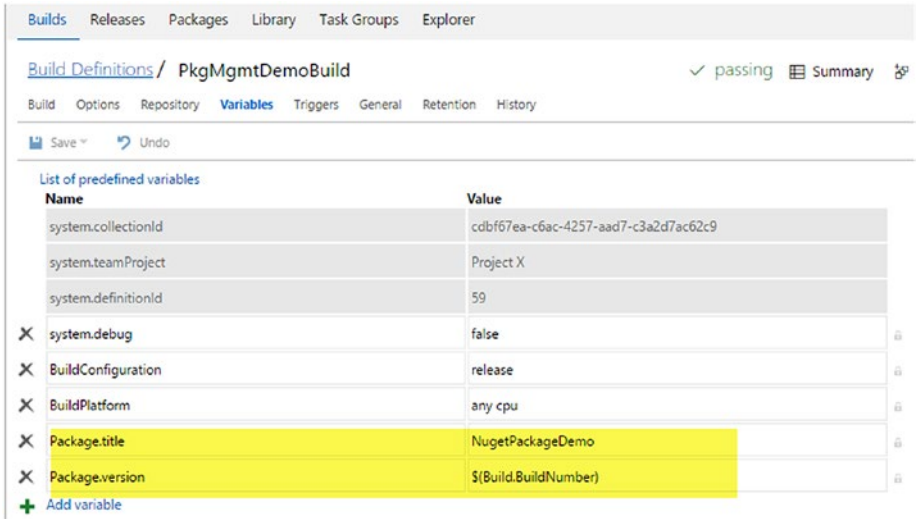 Builds Releases Packages Library Task Groups Explorer
Build Definitions / PkgMgmtDemoBuild ✓ passing Summary
Build Options Repository Variables Triggers General Retention History
Save Undo
List of predefined variables
Name Value
system.collectionId cdbf67ea-c6ac-4257-aad7-c3a2d7ac62c9
system.teamProject Project X
system.definitionId 59
system.debug false
BuildConfiguration release
BuildPlatform any cpu
Package.title NugetPackageDemo
Package.version $(Build.BuildNumber)
Add variable